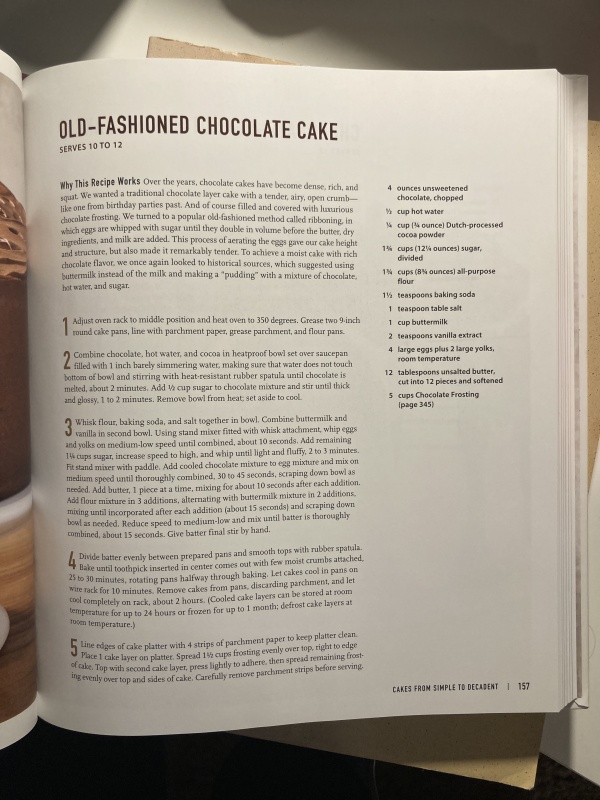 OLD-FASHIONED CHOCOLATE CAKE
SERVES 10 TO 12
Why This Recipe Works Over the years, chocolate cakes have become dense, rich, and
squat. We wanted a traditional chocolate layer cake with a tender, airy, open crumb—
like one from birthday parties past. And of course filled and covered with luxurious
chocolate frosting. We turned to a popular old-fashioned method called ribboning, in
which eggs are whipped with sugar until they double in volume before the butter, dry
ingredients, and milk are added. This process of aerating the eggs gave our cake height
and structure, but also made it remarkably tender. To achieve a moist cake with rich
chocolate flavor, we once again looked to historical sources, which suggested using
buttermilk instead of the milk and making a “pudding” with a mixture of chocolate,
hot water, and sugar.
1 Adjust oven rack to middle position and heat oven to 350 degrees. Grease two 9-inch
round cake pans, line with parchment paper, grease parchment, and flour pans.
2 Combine chocolate, hot water, and cocoa in heatproof bowl set over saucepan
filled with 1 inch barely simmering water, making sure that water does not touch
bottom of bowl and stirring with heat-resistant rubber spatula until chocolate is
melted, about 2 minutes. Add ½ cup sugar to chocolate mixture and stir until thick
and glossy, 1 to 2 minutes. Remove bowl from heat; set aside to cool.
3 Whisk flour, baking soda, and salt together in bowl. Combine buttermilk and
vanilla in second bowl. Using stand mixer fitted with whisk attachment, whip eggs
and yolks on medium-low speed until combined, about 10 seconds. Add remaining
1¼ cups sugar, increase speed to high, and whip until light and fluffy, 2 to 3 minutes.
Fit stand mixer with paddle. Add cooled chocolate mixture to egg mixture and mix on
medium speed until thoroughly combined, 30 to 45 seconds, scraping down bowl as
needed. Add butter, 1 piece at a time, mixing for about 10 seconds after each addition.
Add flour mixture in 3 additions, alternating with buttermilk mixture in 2 additions,
mixing until incorporated after each addition (about 15 seconds) and scraping down
bowl as needed. Reduce speed to medium-low and mix until batter is thoroughly
combined, about 15 seconds. Give batter final stir by hand.
4 Divide batter evenly between prepared pans and smooth tops with rubber spatula.
Bake until toothpick inserted in center comes out with few moist crumbs attached,
25 to 30 minutes, rotating pans halfway through baking. Let cakes cool in pans on
wire rack for 10 minutes. Remove cakes from pans, discarding parchment, and let
cool completely on rack, about 2 hours. (Cooled cake layers can be stored at room
temperature for up to 24 hours or frozen for up to 1 month; defrost cake layers at
room temperature.)
5 Line edges of cake platter with 4 strips of parchment paper to keep platter clean.
Place 1 cake layer on platter. Spread 1½ cups frosting evenly over top, right to edge
of cake. Top with second cake layer, press lightly to adhere, then spread remaining frost-
ing evenly over top and sides of cake. Carefully remove parchment strips before serving.
4 ounces unsweetened
chocolate, chopped
½ cup hot water
¼ cup (¾ ounce) Dutch-processed
cocoa powder
1¾ cups (12¼ ounces) sugar,
divided
1¾ cups (8¾ ounces) all-purpose
flour
1½ teaspoons baking soda
1 teaspoon table salt
1 cup buttermilk
2 teaspoons vanilla extract
4 large eggs plus 2 large yolks,
room temperature
12 tablespoons unsalted butter,
cut into 12 pieces and softened
5 cups Chocolate Frosting
(page 345)
CAKES FROM SIMPLE TO DECADENT | 157